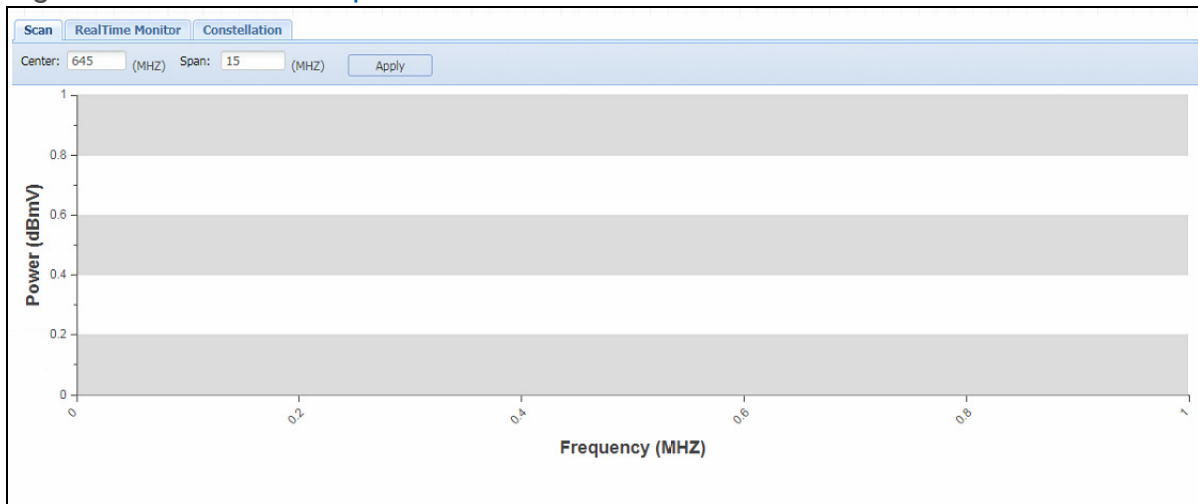 Scan RealTime Monitor Constellation
Center: 645 (MHZ) Span: 15 (MHZ) Apply
1
0.8
0.6
0.4
0.2
0
Power (dBmV)
0 0.2 0.4 0.6 0.8 1
Frequency (MHZ)